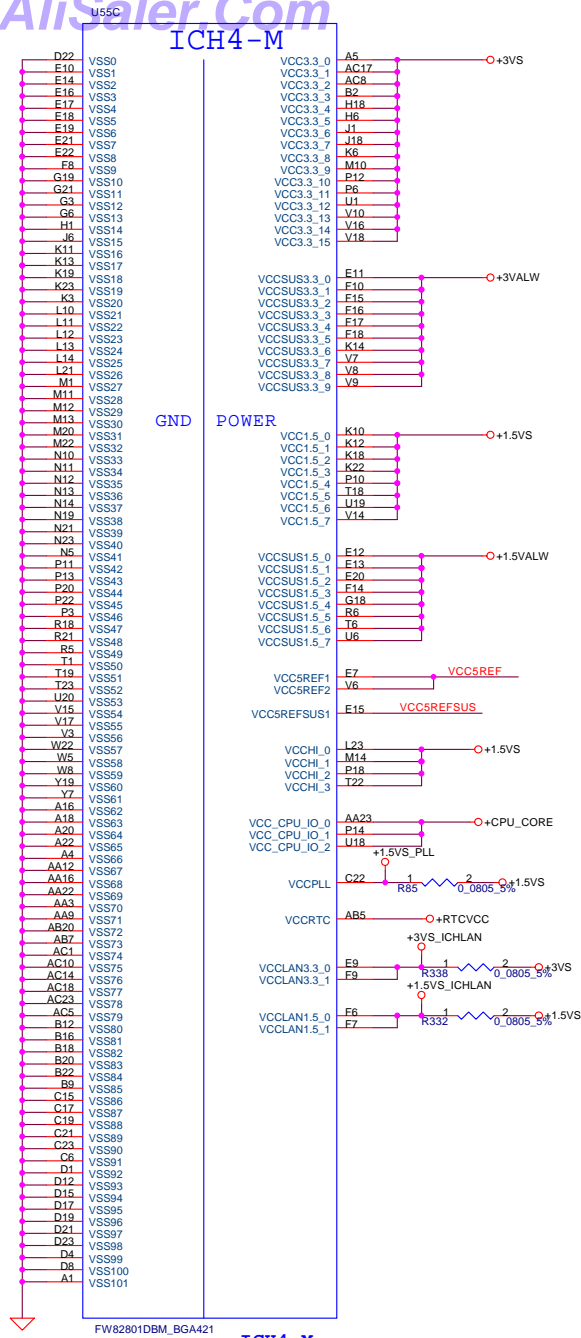 AliSaler.Com
U55C
ICH4-M
D22 VSS0
E10 VSS1
E14 VSS2
E16 VSS3
E17 VSS4
E18 VSS5
E19 VSS6
E21 VSS7
E22 VSS8
F8 VSS9
G19 VSS10
G21 VSS11
G3 VSS12
G6 VSS13
H1 VSS14
J6 VSS15
K11 VSS16
K13 VSS17
K19 VSS18
K23 VSS19
K3 VSS20
L10 VSS21
L11 VSS22
L12 VSS23
L13 VSS24
L14 VSS25
L21 VSS26
M1 VSS27
M11 VSS28
M12 VSS29
M13 VSS30
M20 VSS31
M22 VSS32
N10 VSS33
N11 VSS34
N12 VSS35
N13 VSS36
N14 VSS37
N19 VSS38
N21 VSS39
N23 VSS40
N5 VSS41
P11 VSS42
P13 VSS43
P20 VSS44
P22 VSS45
P3 VSS46
R18 VSS47
R21 VSS48
R5 VSS49
T1 VSS50
T19 VSS51
T23 VSS52
U20 VSS53
V15 VSS54
V17 VSS55
V3 VSS56
W22 VSS57
W5 VSS58
W8 VSS59
Y19 VSS60
Y7 VSS61
A16 VSS62
A18 VSS63
A20 VSS64
A22 VSS65
A4 VSS66
AA12 VSS67
AA16 VSS68
AA22 VSS69
AA3 VSS70
AA9 VSS71
AB20 VSS72
AB7 VSS73
AC1 VSS74
AC10 VSS75
AC14 VSS76
AC18 VSS77
AC23 VSS78
AC5 VSS79
B12 VSS80
B16 VSS81
B18 VSS82
B20 VSS83
B22 VSS84
B9 VSS85
C15 VSS86
C17 VSS87
C19 VSS88
C21 VSS89
C23 VSS90
C6 VSS91
D1 VSS92
D12 VSS93
D15 VSS94
D17 VSS95
D19 VSS96
D21 VSS97
D23 VSS98
D4 VSS99
D8 VSS100
A1 VSS101
GND POWER
VCC3.3_0 A5 +3VS
VCC3.3_1 AC17
VCC3.3_2 AC8
VCC3.3_3 B2
VCC3.3_4 H18
VCC3.3_5 H6
VCC3.3_6 J1
VCC3.3_7 J18
VCC3.3_8 K6
VCC3.3_9 M10
VCC3.3_10 P12
VCC3.3_11 P6
VCC3.3_12 U1
VCC3.3_13 V10
VCC3.3_14 V16
VCC3.3_15 V18
VCCSUS3.3_0 E11 +3VALW
VCCSUS3.3_1 F10
VCCSUS3.3_2 F15
VCCSUS3.3_3 F16
VCCSUS3.3_4 F17
VCCSUS3.3_5 F18
VCCSUS3.3_6 K14
VCCSUS3.3_7 V7
VCCSUS3.3_8 V8
VCCSUS3.3_9 V9
VCC1.5_0 K10 +1.5VS
VCC1.5_1 K12
VCC1.5_2 K18
VCC1.5_3 K22
VCC1.5_4 P10
VCC1.5_5 T18
VCC1.5_6 U19
VCC1.5_7 V14
VCCSUS1.5_0 E12 +1.5VALW
VCCSUS1.5_1 E13
VCCSUS1.5_2 E20
VCCSUS1.5_3 F14
VCCSUS1.5_4 G18
VCCSUS1.5_5 R6
VCCSUS1.5_6 T6
VCCSUS1.5_7 U6
VCC5REF1 E7 VCC5REF
VCC5REF2 V6
VCC5REFSUS1 E15 VCC5REFSUS
VCCHI_0 L23 +1.5VS
VCCHI_1 M14
VCCHI_2 P18
VCCHI_3 T22
VCC_CPU_IO_0 AA23 +CPU_CORE
VCC_CPU_IO_1 P14
VCC_CPU_IO_2 U18
+1.5VS_PLL
VCCPLL C22 1 2 +1.5VS
R85 0_0805_5%
VCCRTC AB5 +RTCVCC
+3VS_ICHLAN
VCCLAN3.3_0 E9 1 2 +3VS
VCCLAN3.3_1 F9 R338 0_0805_5%
+1.5VS_ICHLAN
VCCLAN1.5_0 F6 1 2 +1.5VS
VCCLAN1.5_1 F7 R332 0_0805_5%
FW82801DBM_BGA421
ICH4-M